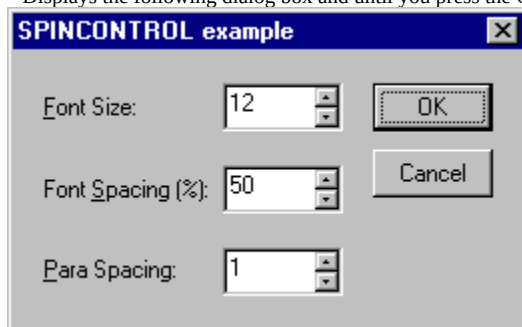 Displays the following dialog box and until you press the
SPINCONTROL example
Font Size: 12 OK
Font Spacing (%): 50 Cancel
Para Spacing: 1